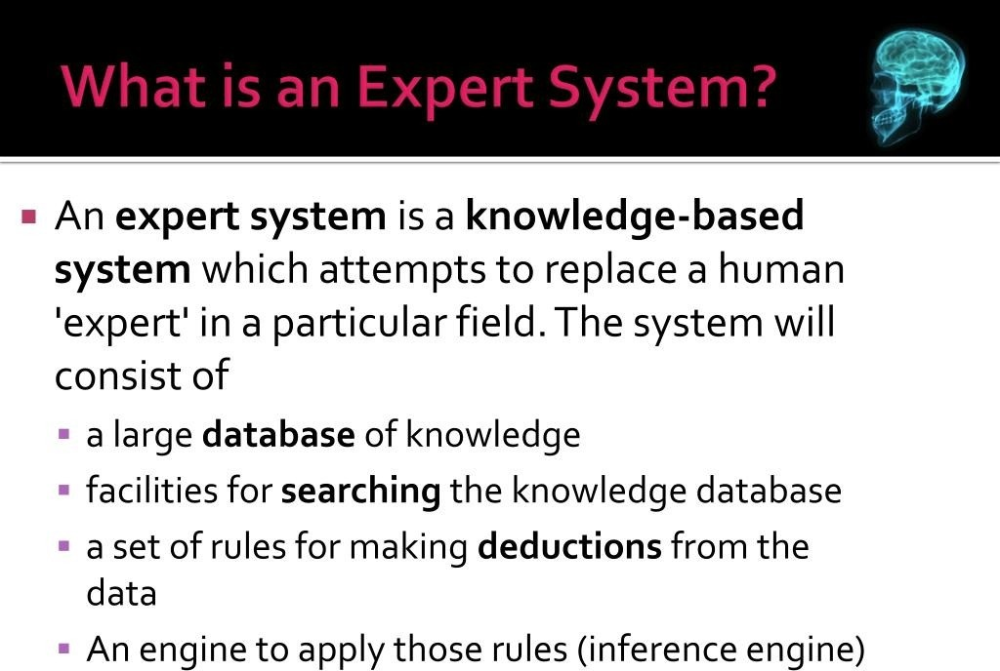 What is an Expert System?
An expert system is a knowledge-based
system which attempts to replace a human
'expert' in a particular field. The system will
consist of
a large database of knowledge
facilities for searching the knowledge database
a set of rules for making deductions from the
data
An engine to apply those rules (inference engine)